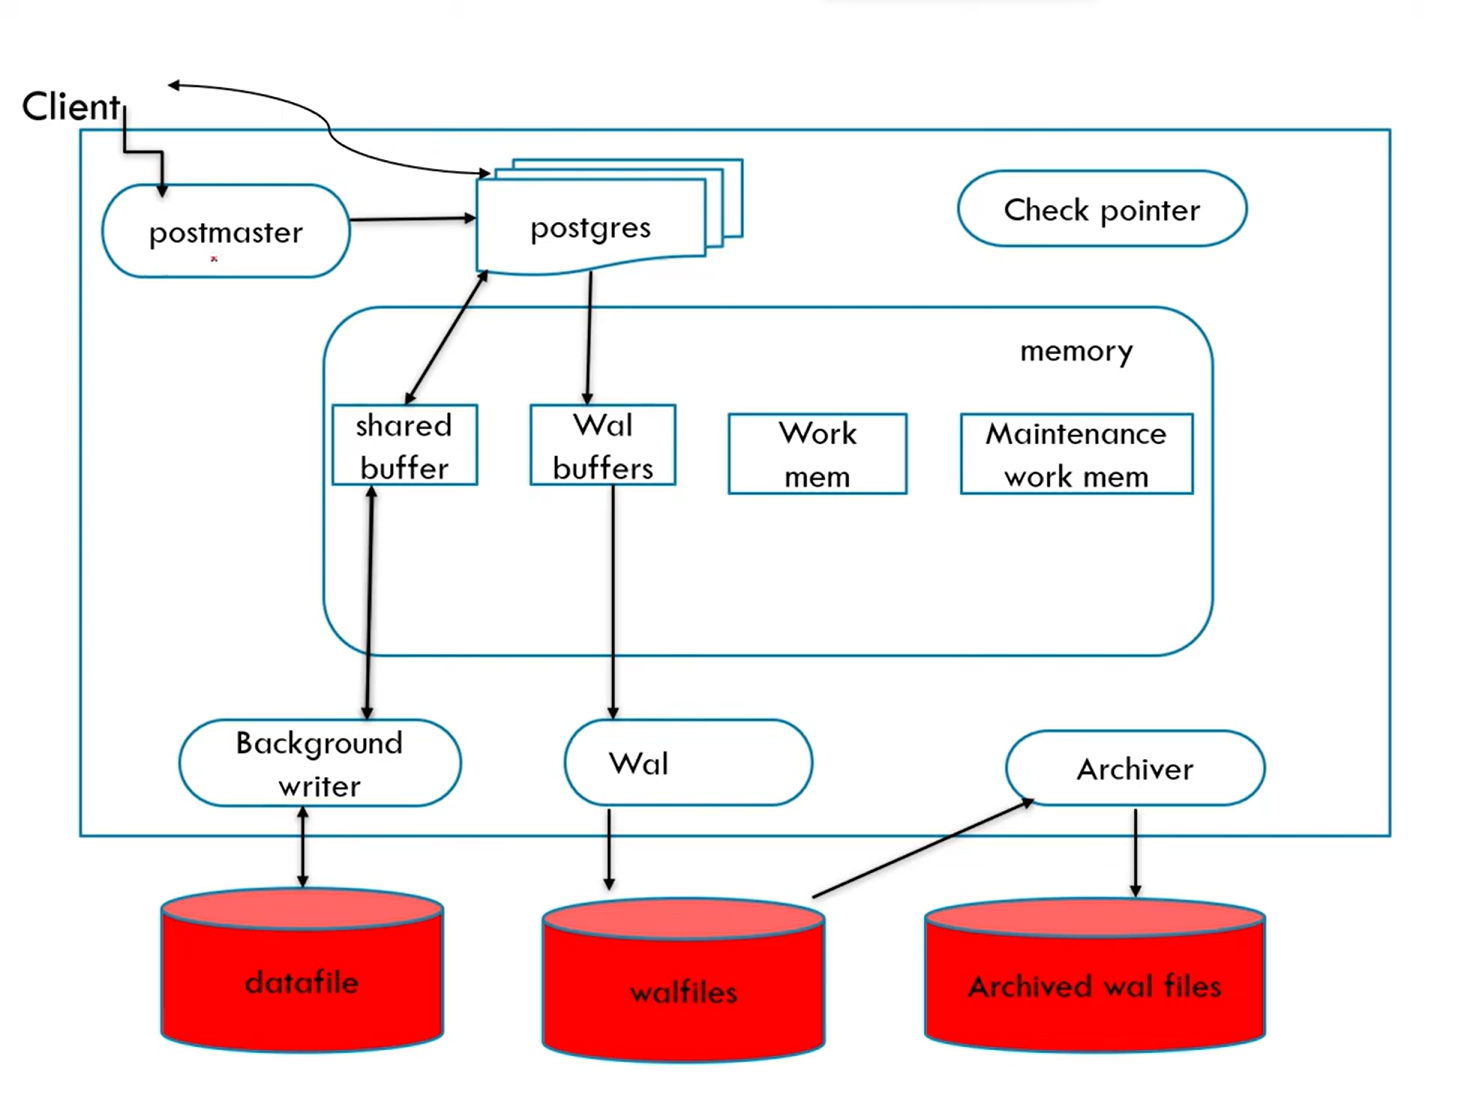 Client
postmaster
postgres
Check pointer
memory
shared
buffer
Wal
buffers
Work
mem
Maintenance
work mem
Background
writer
Wal
Archiver
datafile
walfiles
Archived wal files